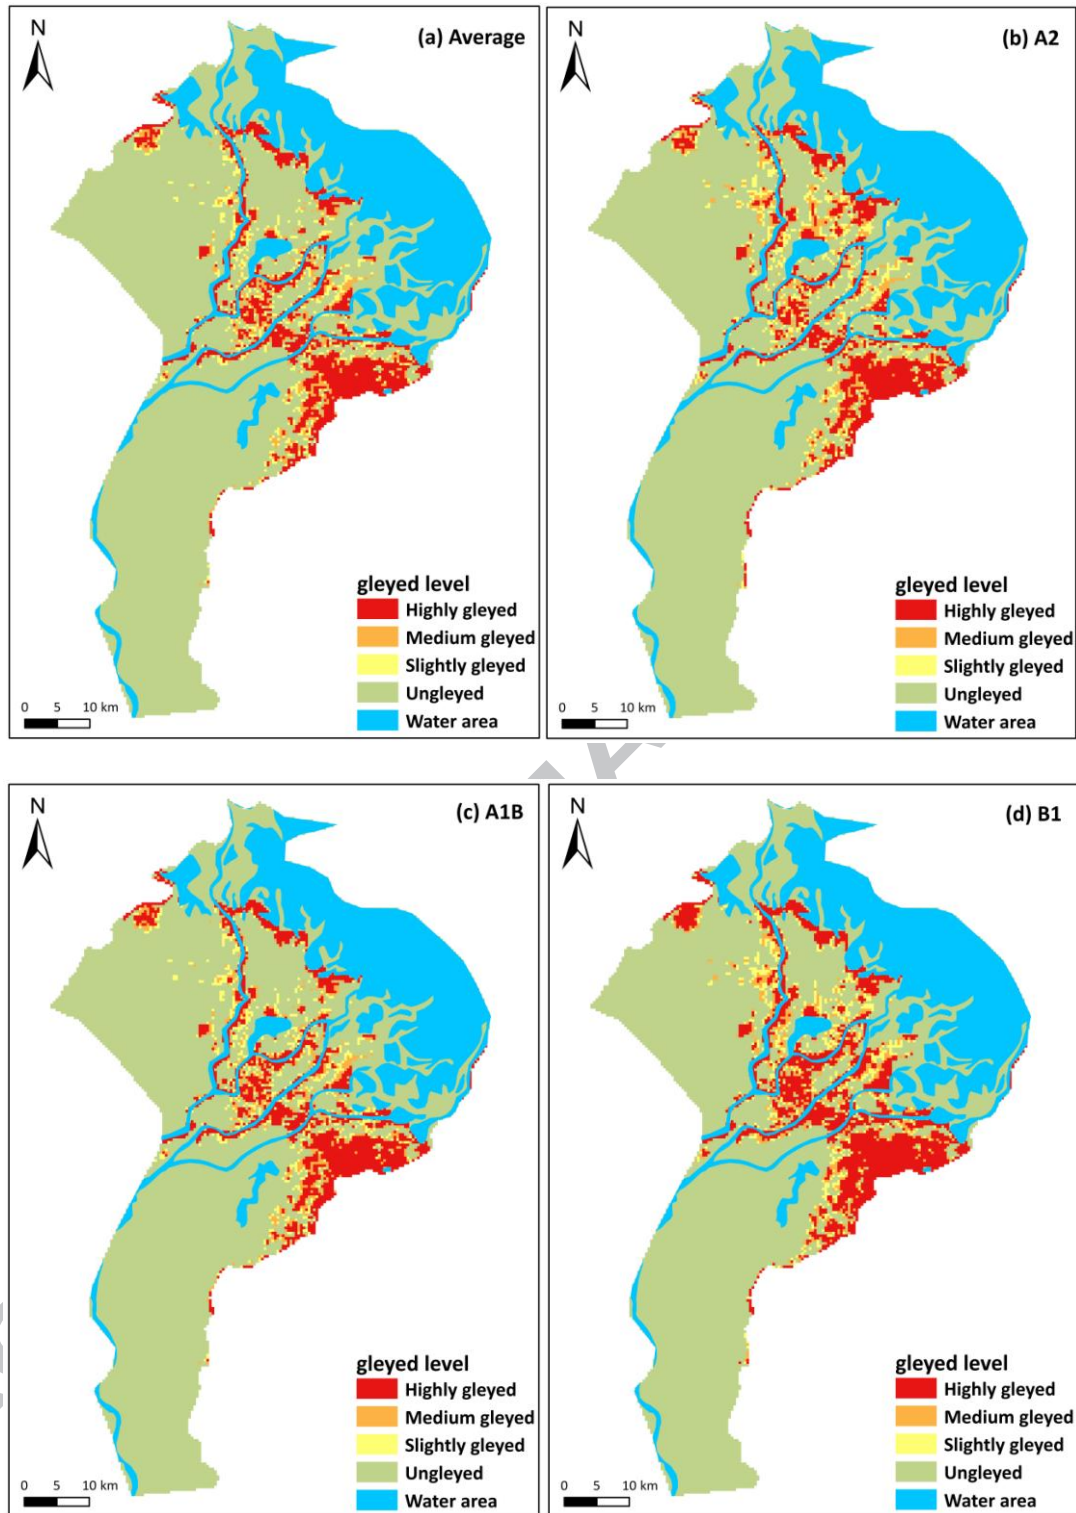 N
(a) Average
gleyed level
Highly gleyed
Medium gleyed
Slightly gleyed
Ungleyed
Water area
0 5 10 km
N
(b) A2
gleyed level
Highly gleyed
Medium gleyed
Slightly gleyed
Ungleyed
Water area
0 5 10 km
N
(c) A1B
gleyed level
Highly gleyed
Medium gleyed
Slightly gleyed
Ungleyed
Water area
0 5 10 km
N
(d) B1
gleyed level
Highly gleyed
Medium gleyed
Slightly gleyed
Ungleyed
Water area
0 5 10 km